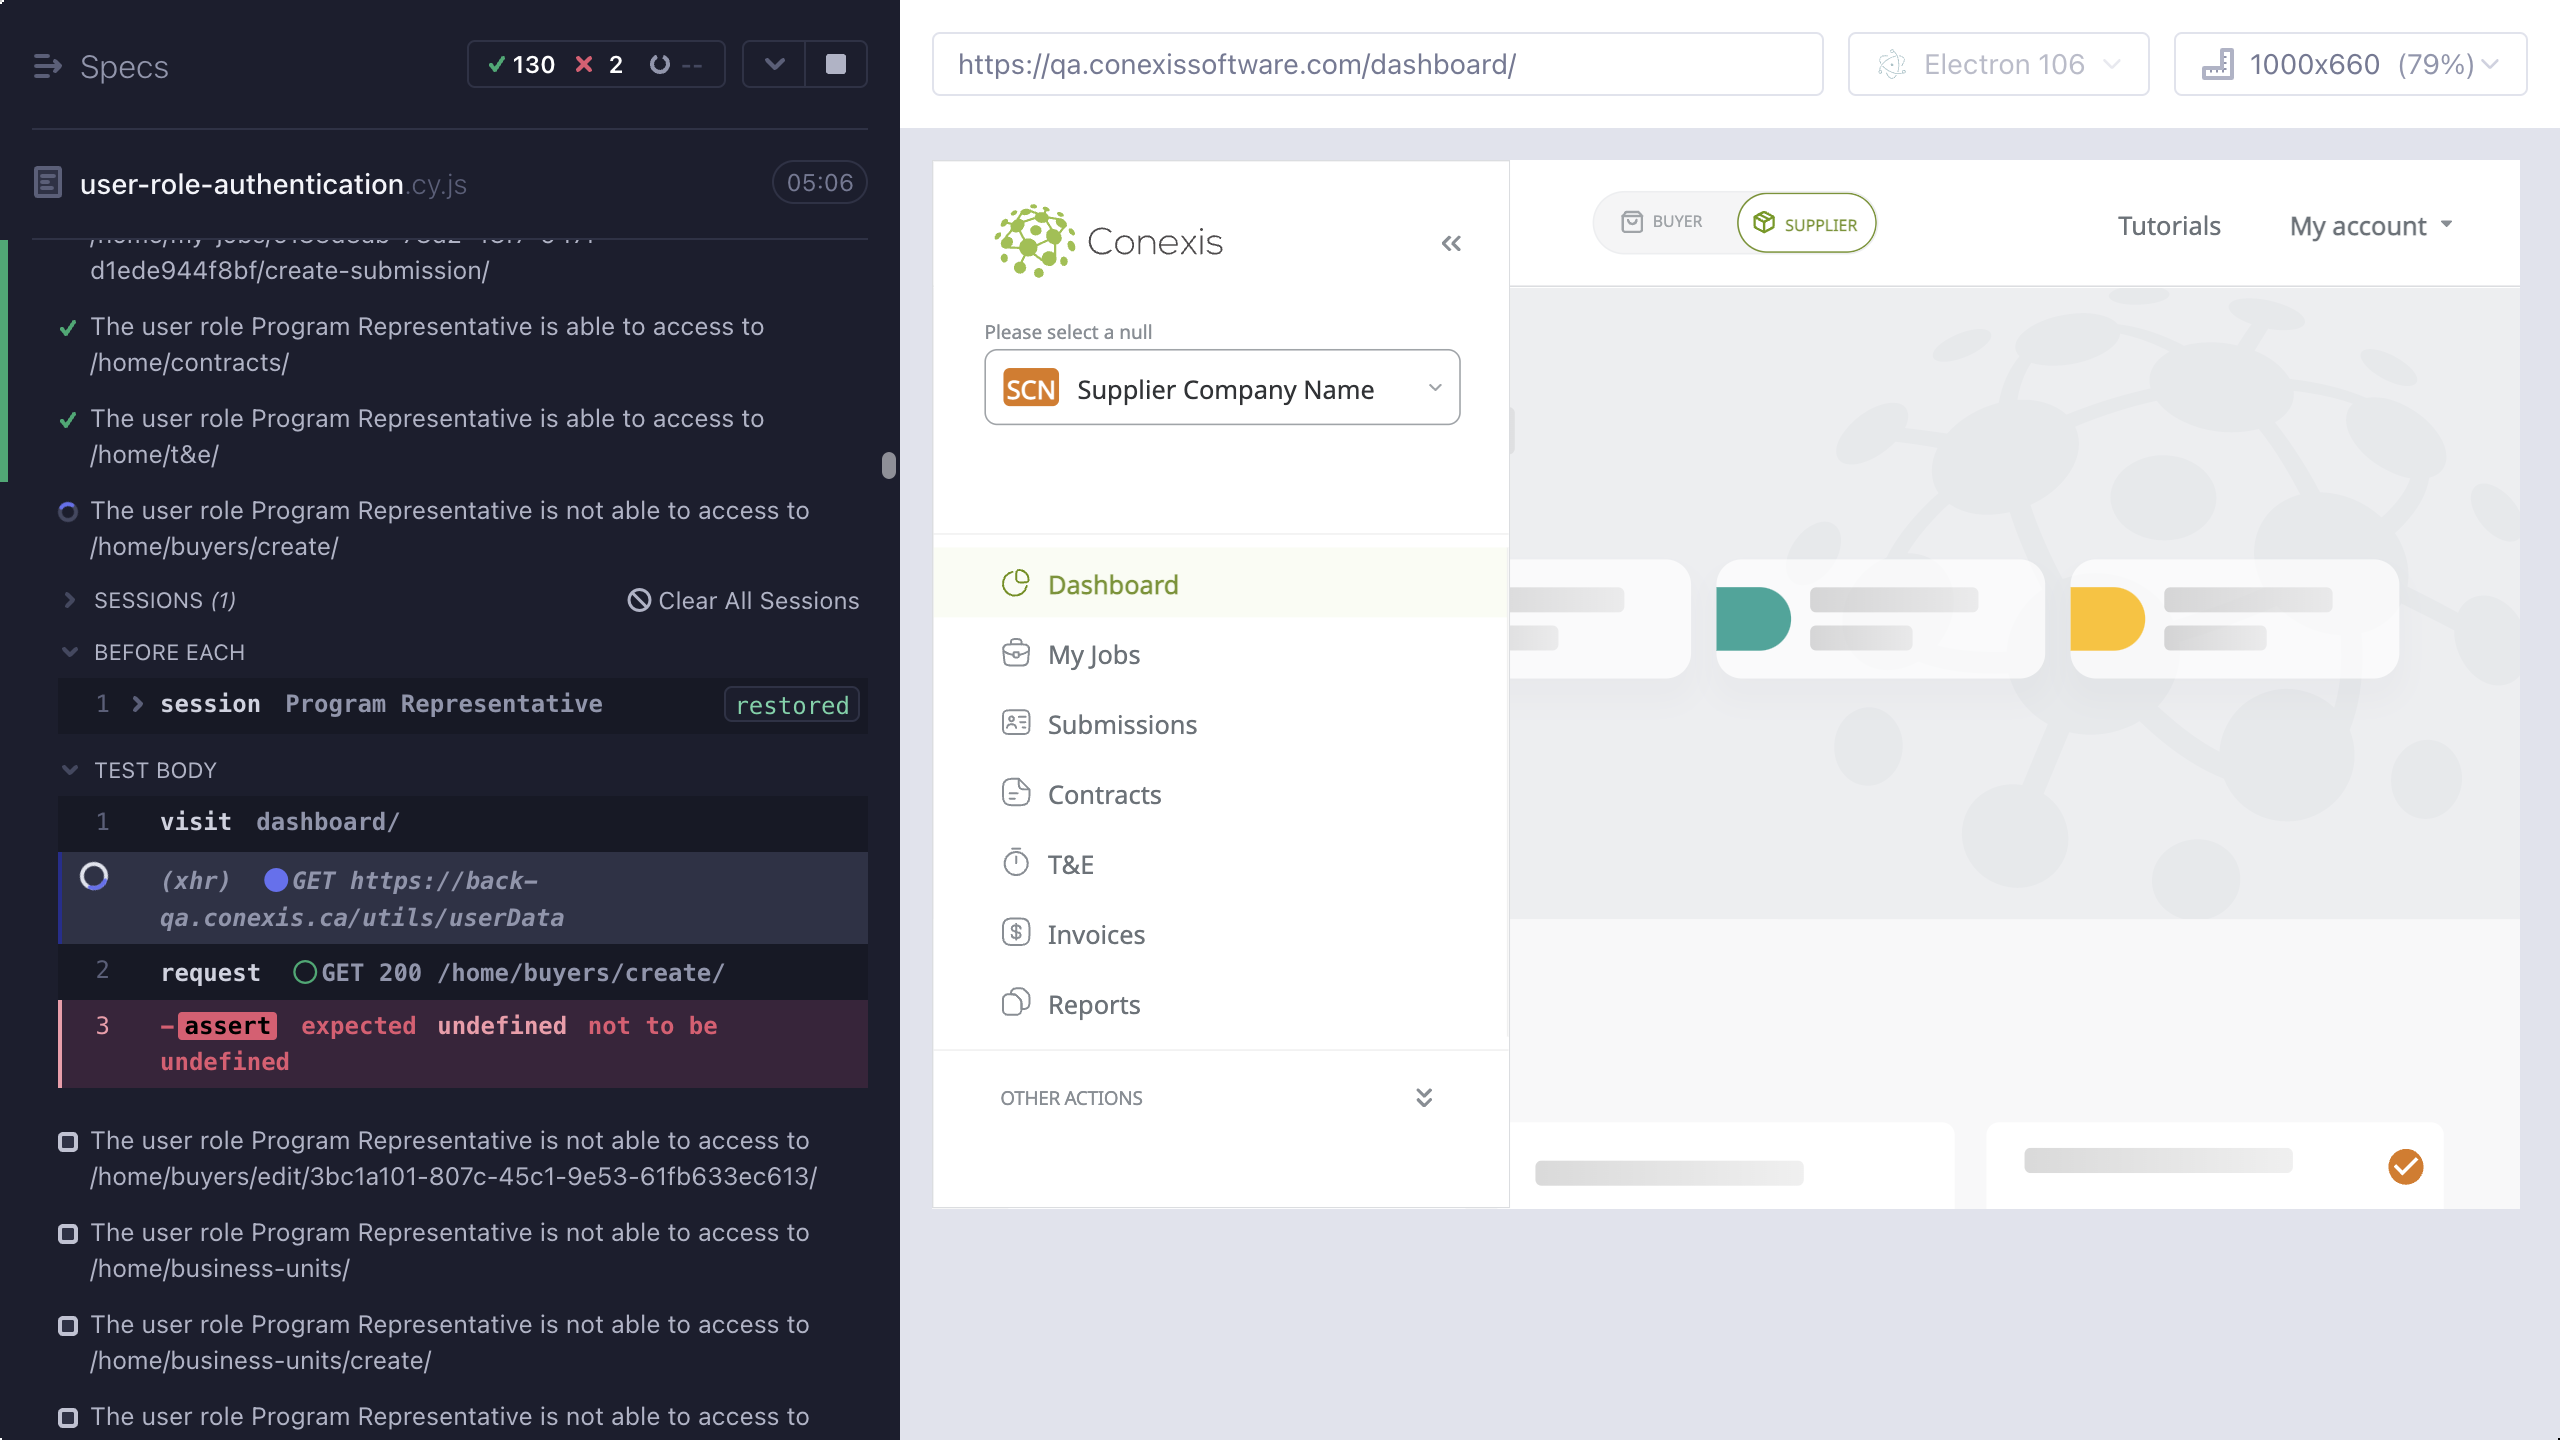 Specs
130
2
--
user-role-authentication.cy.js
05:06
d1ede944f8bf/create-submission/
The user role Program Representative is able to access to
/home/contracts/
The user role Program Representative is able to access to
/home/t&e/
The user role Program Representative is not able to access to
/home/buyers/create/
SESSIONS (1)
Clear All Sessions
BEFORE EACH
1 session Program Representative restored
TEST BODY
1 visit dashboard/
(xhr) GET https://back-
qa.conexis.ca/utils/userData
2 request GET 200 /home/buyers/create/
3 -assert expected undefined not to be
undefined
The user role Program Representative is not able to access to
/home/buyers/edit/3bc1a101-807c-45c1-9e53-61fb633ec613/
The user role Program Representative is not able to access to
/home/business-units/
The user role Program Representative is not able to access to
/home/business-units/create/
The user role Program Representative is not able to access to
https://qa.conexissoftware.com/dashboard/
Electron 106
1000x660 (79%)
Conexis
BUYER
SUPPLIER
Tutorials
My account
Please select a null
SCN Supplier Company Name
Dashboard
My Jobs
Submissions
Contracts
T&E
Invoices
Reports
OTHER ACTIONS